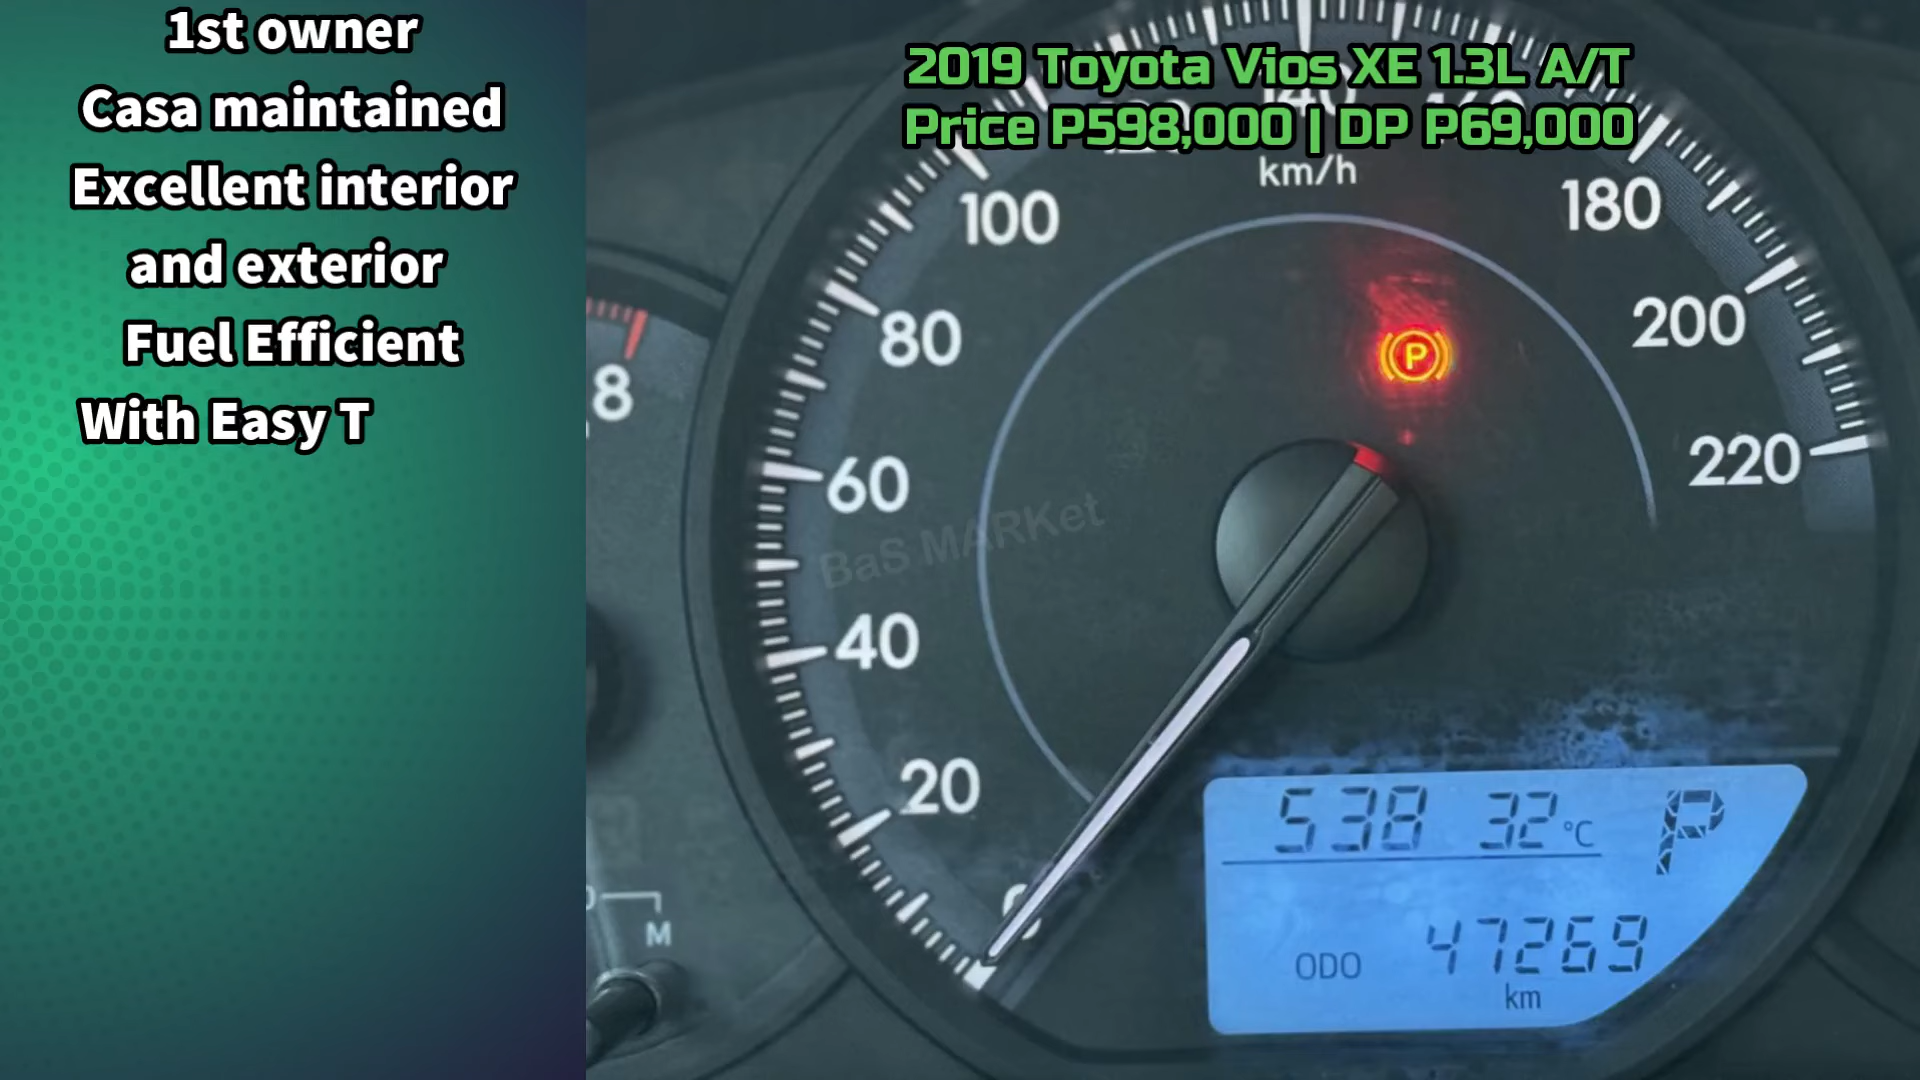 1st owner
Casa maintained
Excellent interior
and exterior
Fuel Efficient
With Easy T
2019 Toyota Vios XE 1.3L A/T
Price P598,000 | DP P69,000
140
km/h
100
180
80
200
8
220
60
BaS MARKet
40
20
538 32°C P
0
M
ODO 47269
km
P